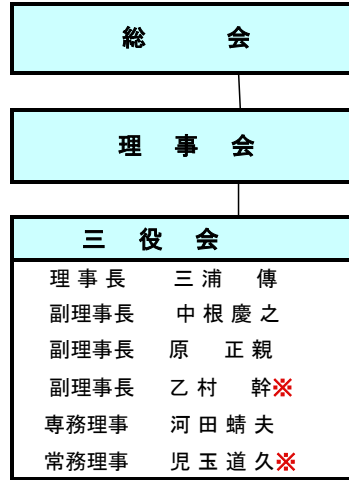 総　会
理　事　会
三　役　会
理事長　三浦　傳
副理事長　中根慶之
副理事長　原　正親
副理事長　乙村　幹※
専務理事　河田蜻夫
常務理事　児玉道久※